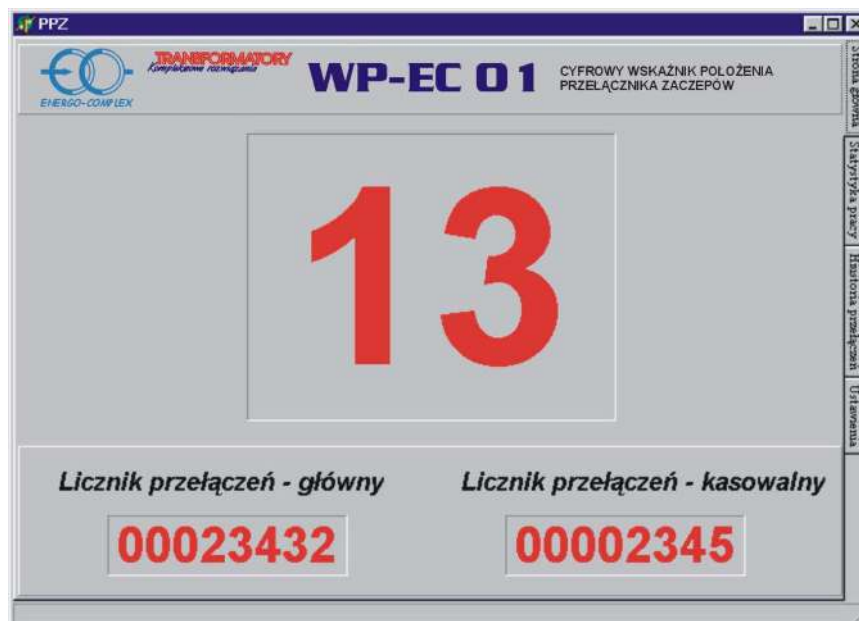 PPZ
ENERGO-COMPLEX
TRANSFORMATORY
Kompleksowe rozwiązania
WP-EC 01
CYFROWY WSKAŹNIK POŁOŻENIA
PRZEŁĄCZNIKA ZACZEPÓW
13
Licznik przełączeń - główny
00023432
Licznik przełączeń - kasowalny
00002345
Strona główna
Statystyka pracy
Historia przełączeń
Ustawienia